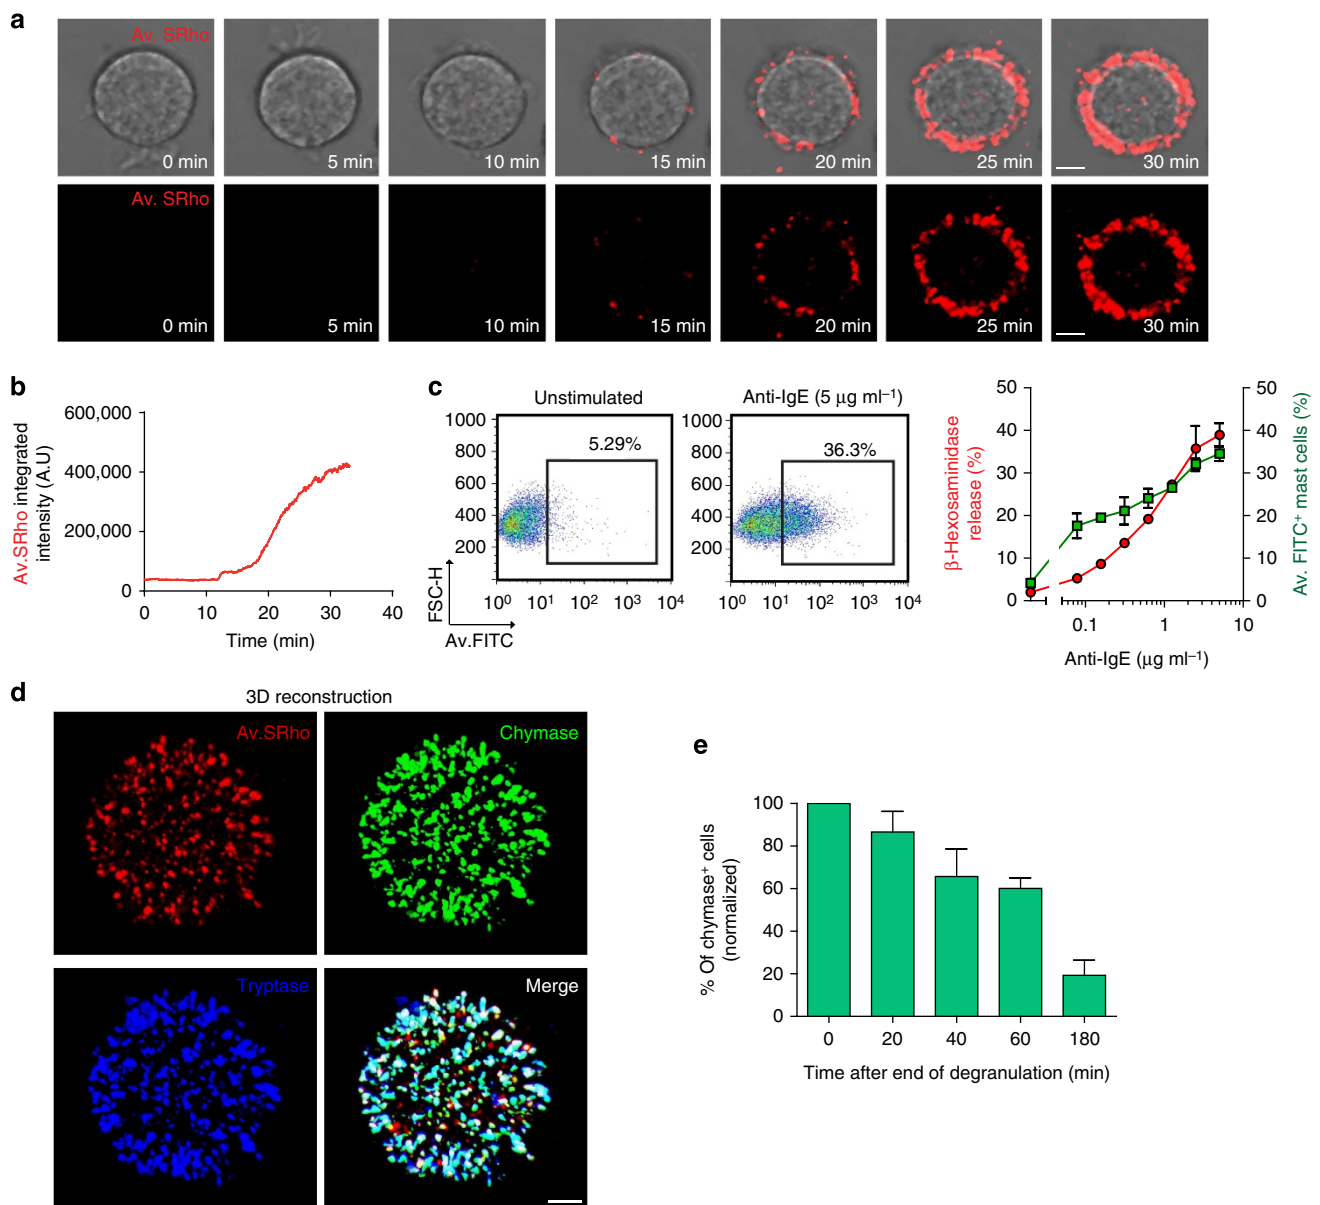 a
Av. SRho
0 min
5 min
10 min
15 min
20 min
25 min
30 min
Av. SRho
0 min
5 min
10 min
15 min
20 min
25 min
30 min
b
Av.SRho integrated
intensity (A.U)
600,000
400,000
200,000
0
0 10 20 30 40
Time (min)
c
Unstimulated
1000
800
600
400
200
5.29%
10⁰ 10¹ 10² 10³ 10⁴
FSC-H
Av.FITC
Anti-IgE (5 μg ml⁻¹)
1000
800
600
400
200
36.3%
10⁰ 10¹ 10² 10³ 10⁴
β-Hexosaminidase
release (%)
50
40
30
20
10
0
0.1 1 10
Anti-IgE (μg ml⁻¹)
50
40
30
20
10
0
Av. FITC⁺ mast cells (%)
d
3D reconstruction
Av.SRho
Chymase
Tryptase
Merge
e
% Of chymase⁺ cells
(normalized)
100
80
60
40
20
0
0 20 40 60 180
Time after end of degranulation (min)